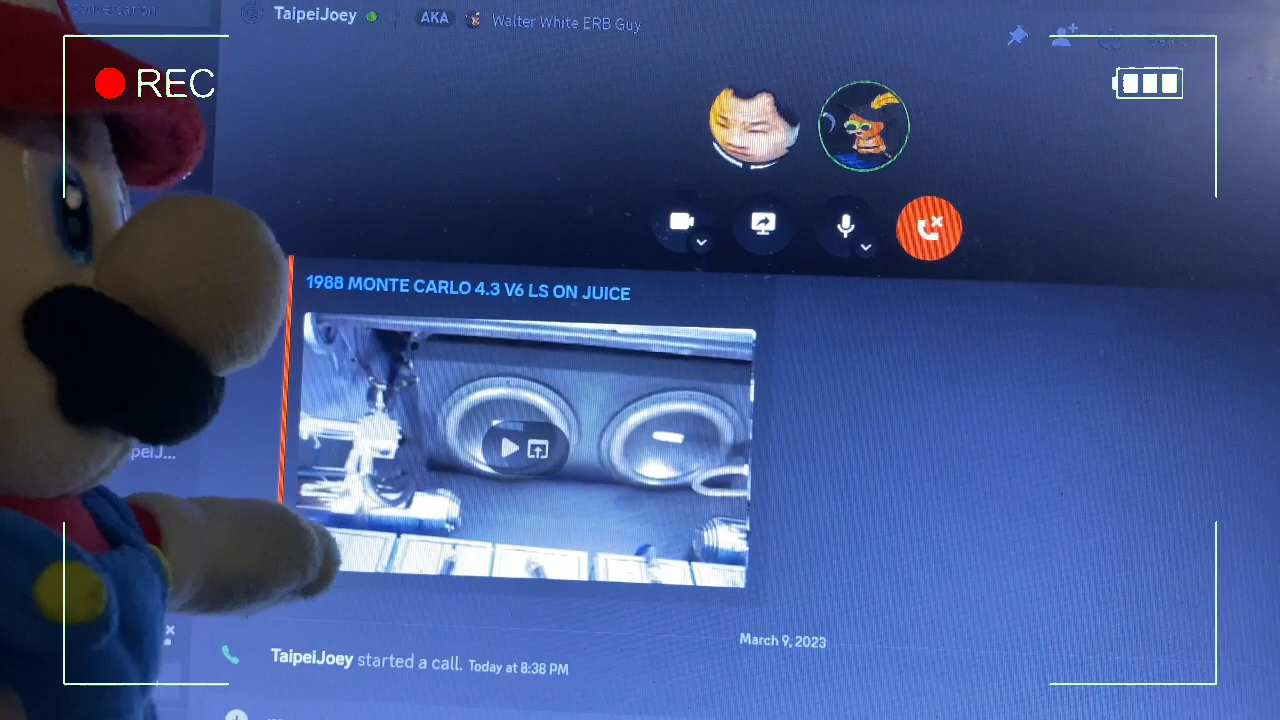 TaipeiJoey
AKA
Walter White ERB Guy
REC
1988 MONTE CARLO 4.3 V6 LS ON JUICE
peiJ...
March 9, 2023
TaipeiJoey started a call. Today at 8:38 PM